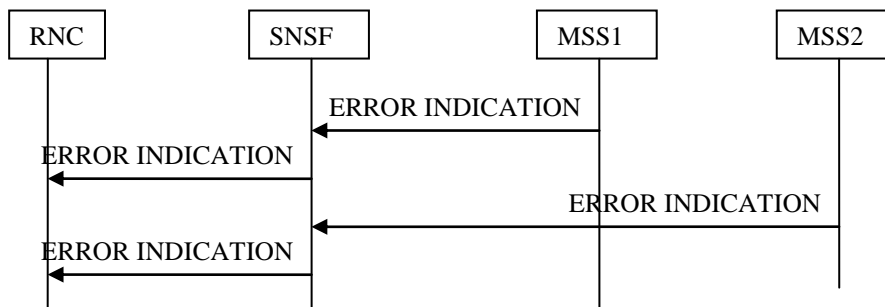 RNC
SNSF
MSS1
MSS2
ERROR INDICATION
ERROR INDICATION
ERROR INDICATION
ERROR INDICATION